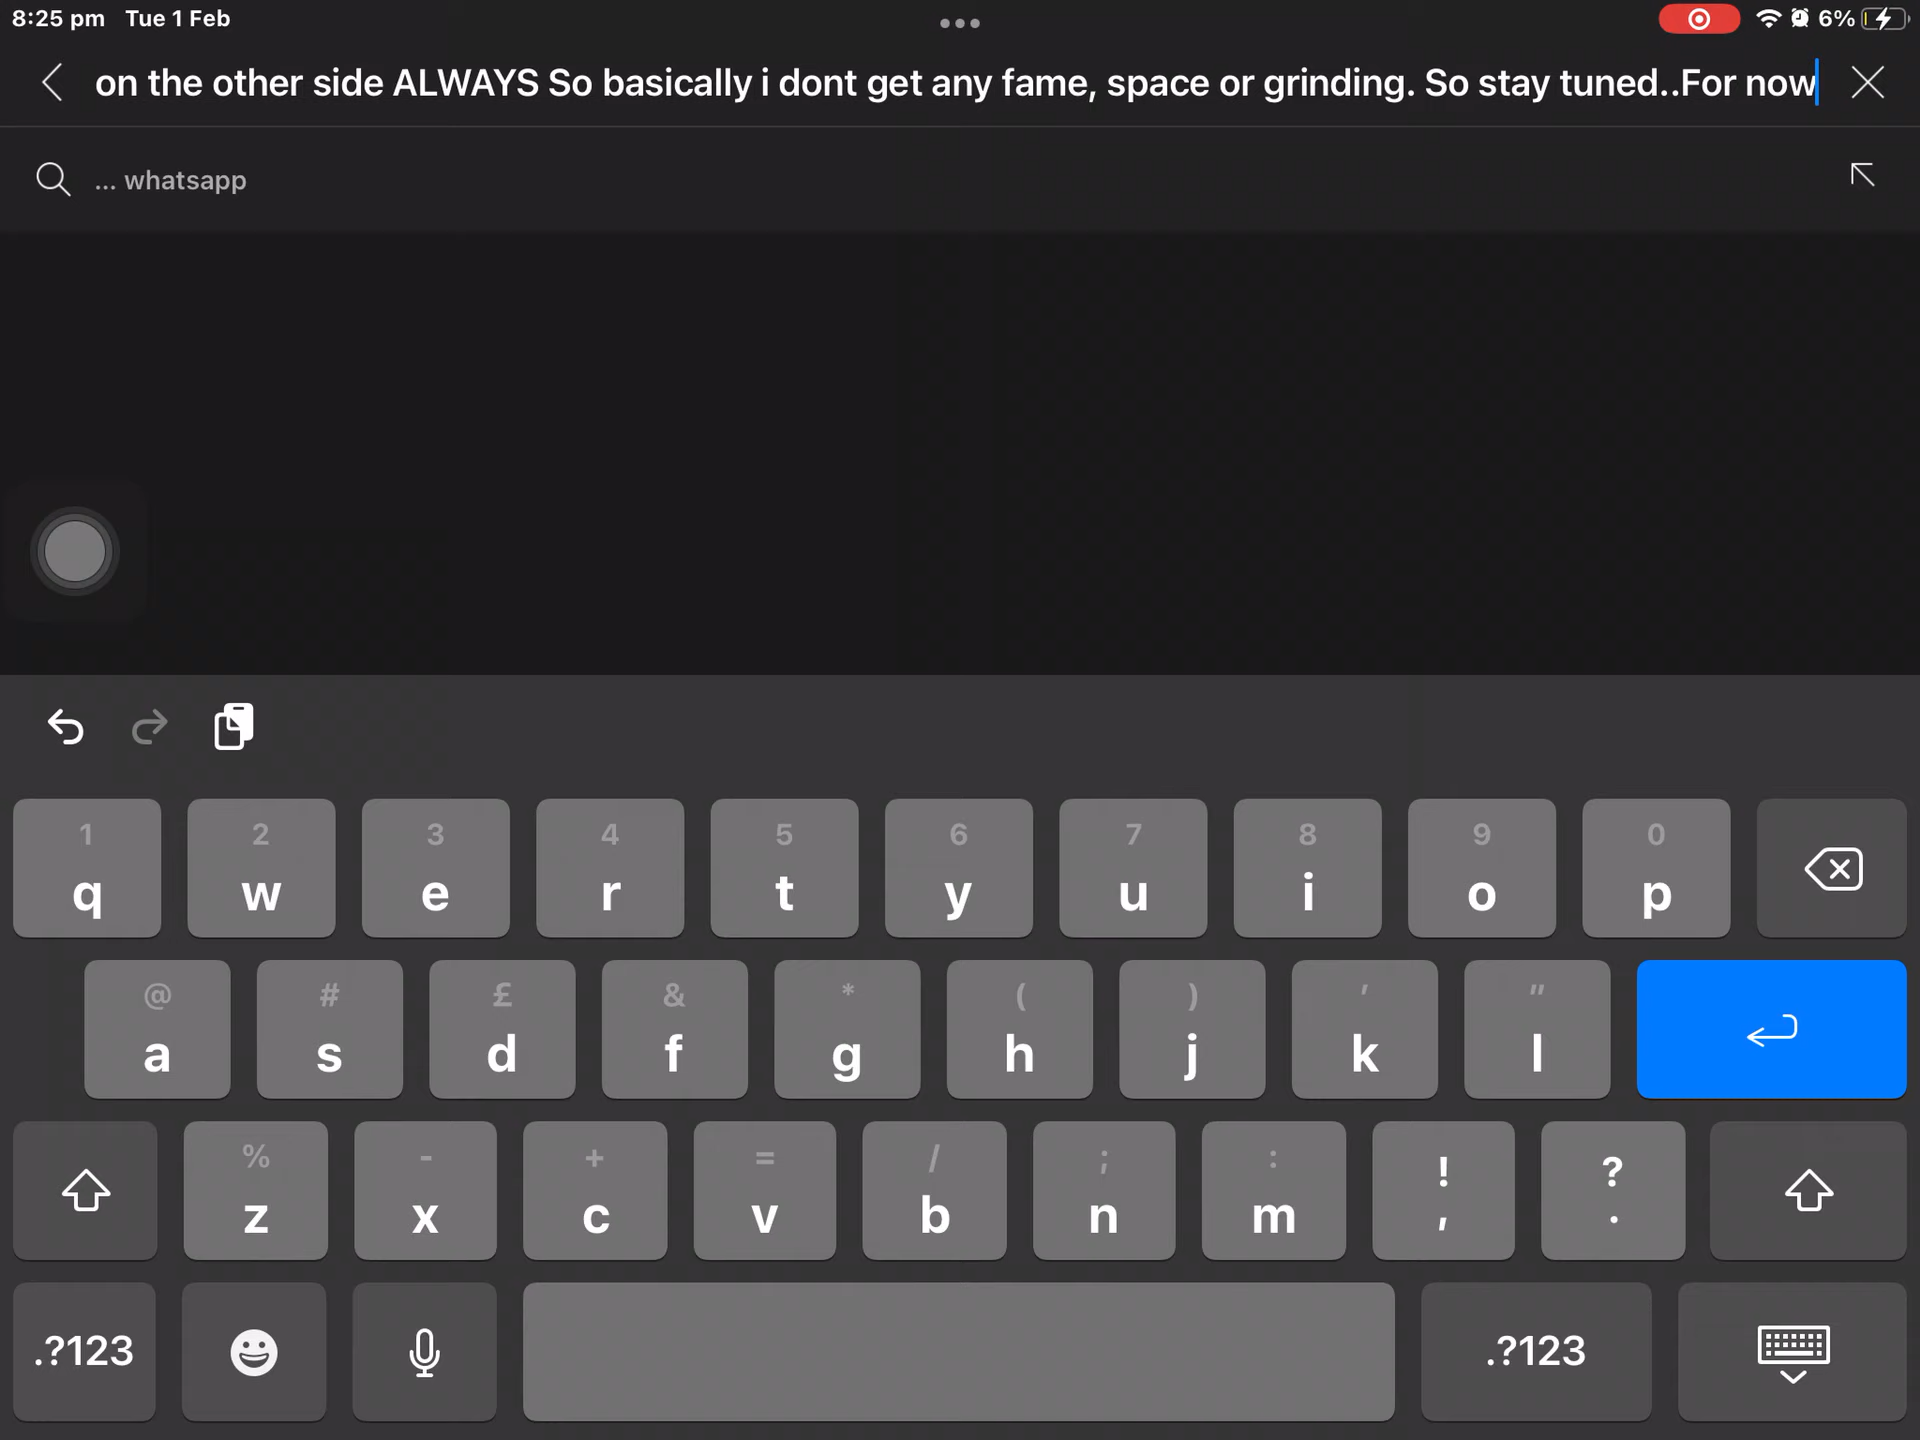 8:25 pm Tue 1 Feb 6%
on the other side ALWAYS So basically i dont get any fame, space or grinding. So stay tuned..For now
... whatsapp
1 2 3 4 5 6 7 8 9 0
q w e r t y u i o p
@ # £ & * ( ) ' "
a s d f g h j k l
% - + = / ; : ! ?
z x c v b n m , .
.?123 .?123